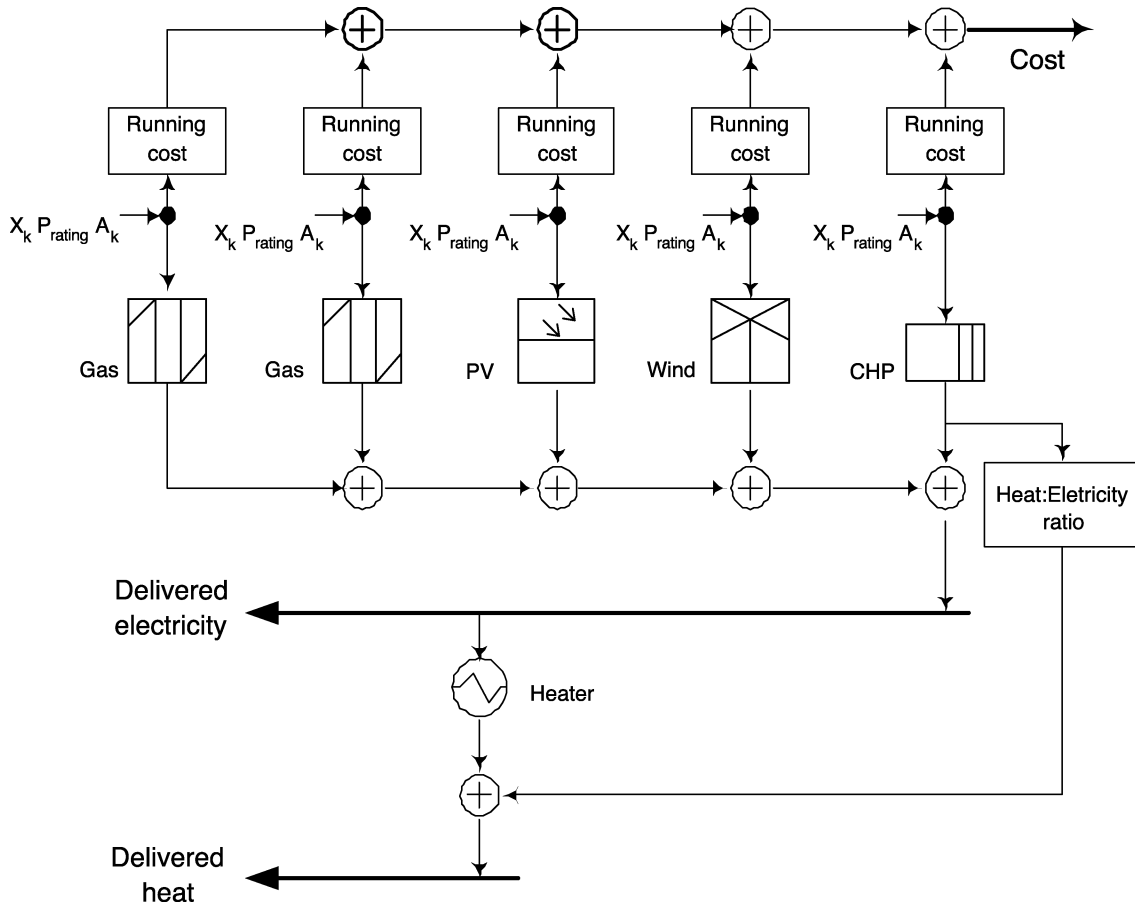 Cost
Running
cost
Running
cost
Running
cost
Running
cost
Running
cost
Xk Prating Ak
Xk Prating Ak
Xk Prating Ak
Xk Prating Ak
Xk Prating Ak
Gas
Gas
PV
Wind
CHP
Heat:Eletricity
ratio
Delivered
electricity
Heater
Delivered
heat